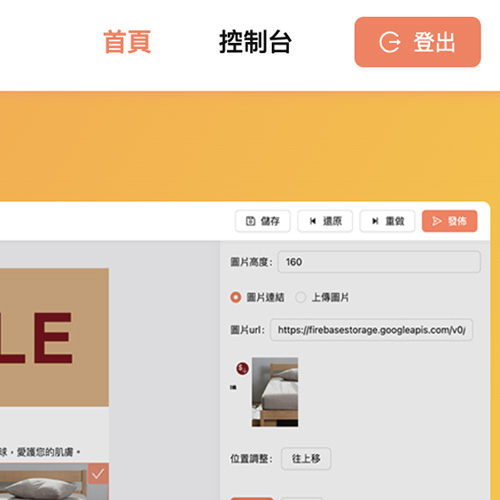 首頁 控制台 登出
儲存 還原 重做 發佈
圖片高度： 160
圖片連結 上傳圖片
圖片url： https://firebasestorage.googleapis.com/v0/
LE
球，愛護您的肌膚。
位置調整： 往上移